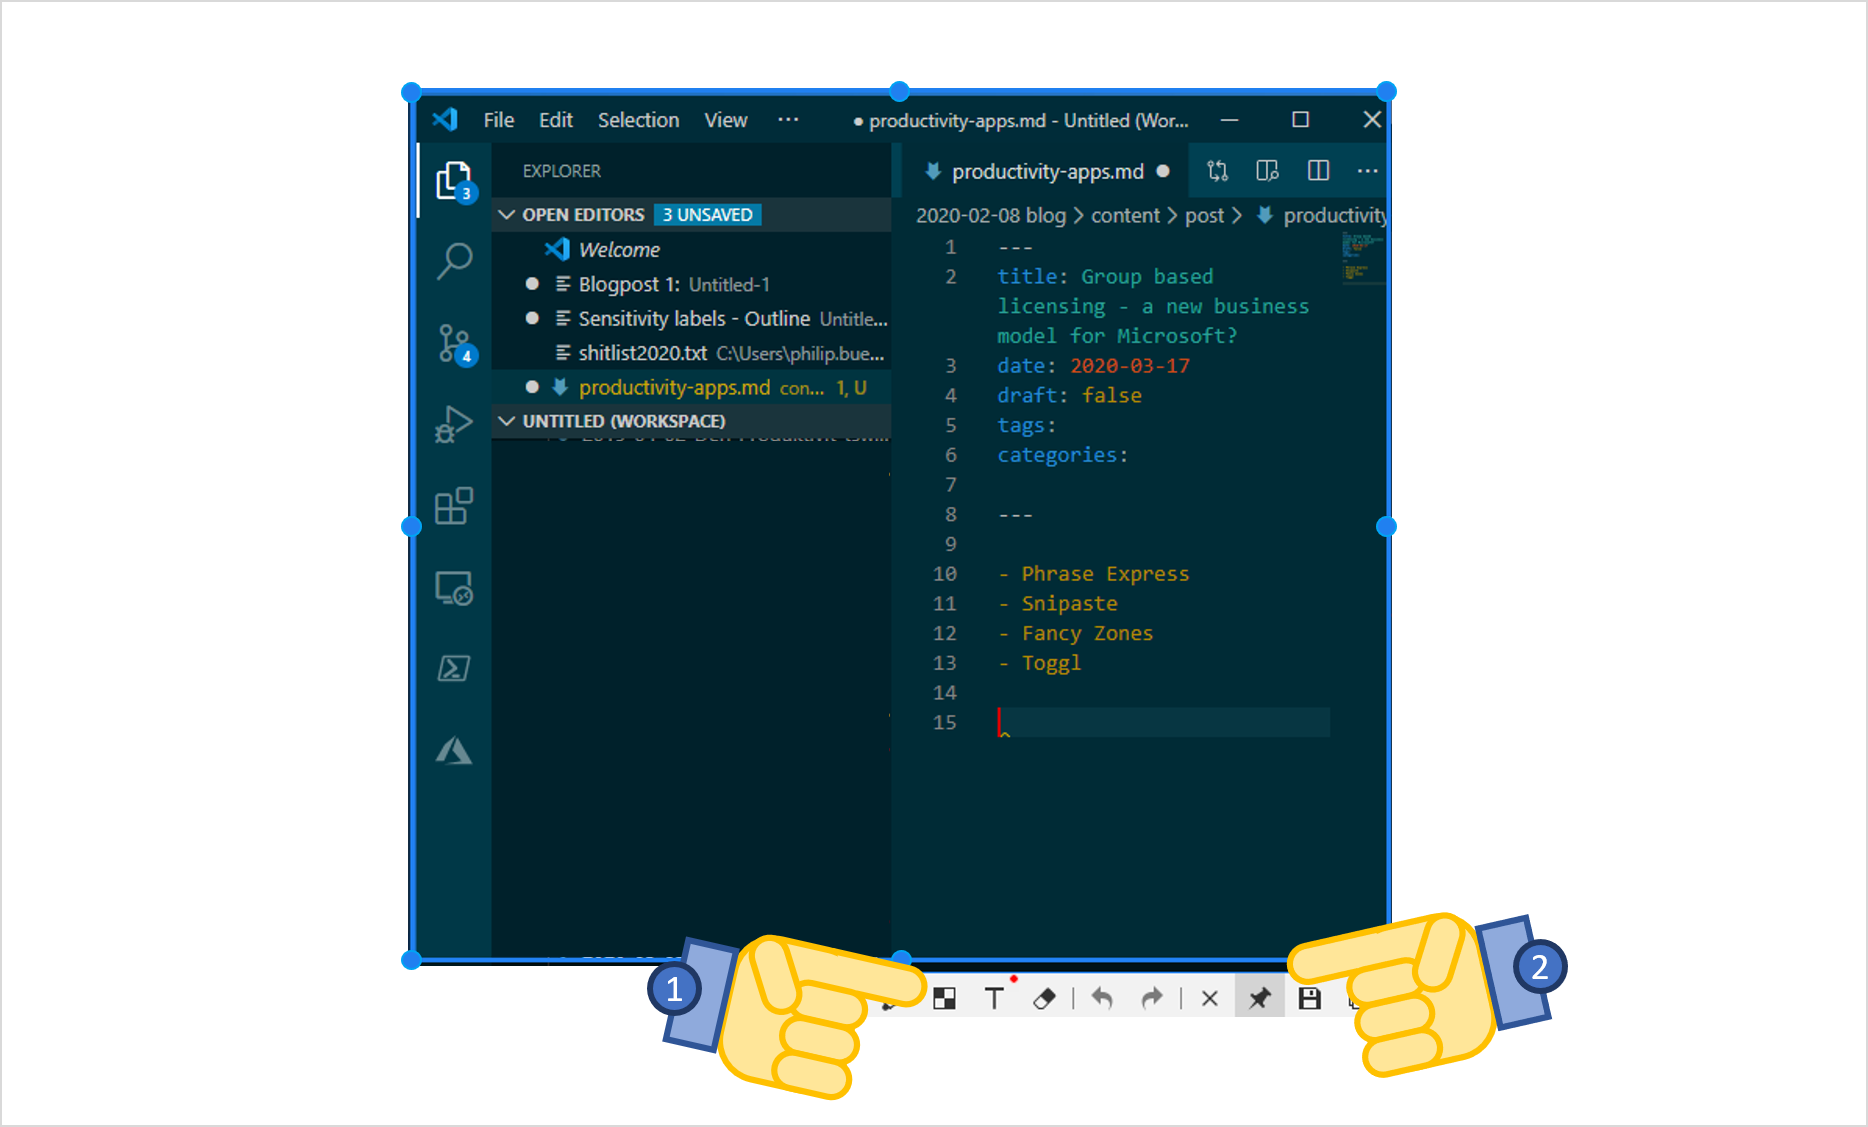 File Edit Selection View ··· ● productivity-apps.md - Untitled (Wor...
3
EXPLORER
OPEN EDITORS 3 UNSAVED
Welcome
Blogpost 1: Untitled-1
Sensitivity labels - Outline Untitle...
shitlist2020.txt C:\Users\philip.bue...
productivity-apps.md con... 1, U
UNTITLED (WORKSPACE)
4
productivity-apps.md ●
2020-02-08 blog > content > post > productivity
1 ---
2 title: Group based
licensing - a new business
model for Microsoft?
3 date: 2020-03-17
4 draft: false
5 tags:
6 categories:
7
8 ---
9
10 - Phrase Express
11 - Snipaste
12 - Fancy Zones
13 - Toggl
14
15
1
T
2